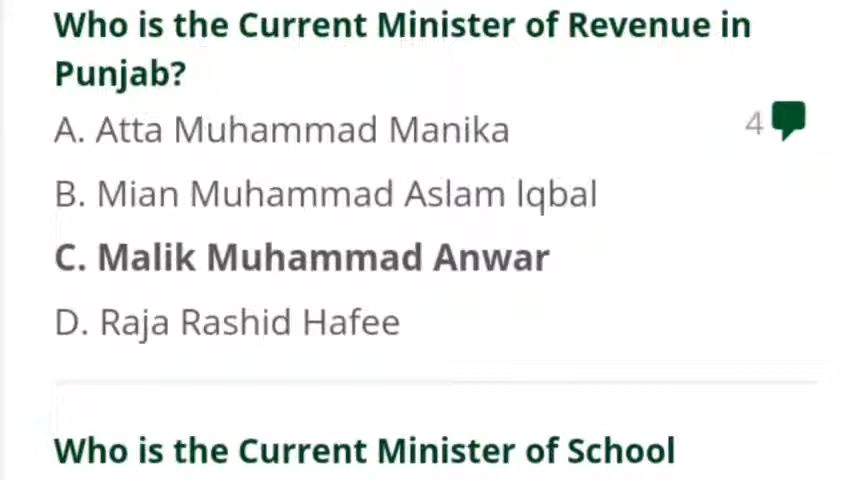 Who is the Current Minister of Revenue in
Punjab?
A. Atta Muhammad Manika
4
B. Mian Muhammad Aslam Iqbal
C. Malik Muhammad Anwar
D. Raja Rashid Hafee
Who is the Current Minister of School